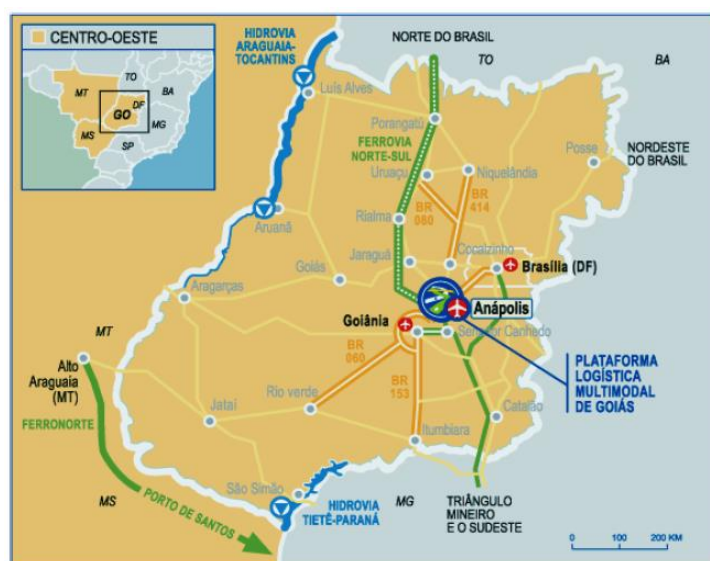 CENTRO-OESTE
MT
TO
BA
DF
GO
MG
MS
SP
HIDROVIA
ARAGUAIA-
TOCANTINS
NORTE DO BRASIL
TO
BA
Luís Alves
Porangatú
FERROVIA
NORTE-SUL
Uruaçu
Niquelândia
Posse
NORDESTE
DO BRASIL
BR
080
BR
414
Rialma
Aruanã
Goiás
Jaraguá
Cocalzinho
Brasília (DF)
Aragarças
Anápolis
Goiânia
Senador Canhedo
MT
BR
060
Alto
Araguaia
(MT)
PLATAFORMA
LOGÍSTICA
MULTIMODAL
DE GOIÁS
FERRONORTE
Rio verde
BR
153
Jataí
Catalão
Itumbiara
São Simão
MS
PORTO DE SANTOS
HIDROVIA
TIETÊ-PARANÁ
MG
TRIÂNGULO
MINEIRO
E O SUDESTE
0 100 200 KM